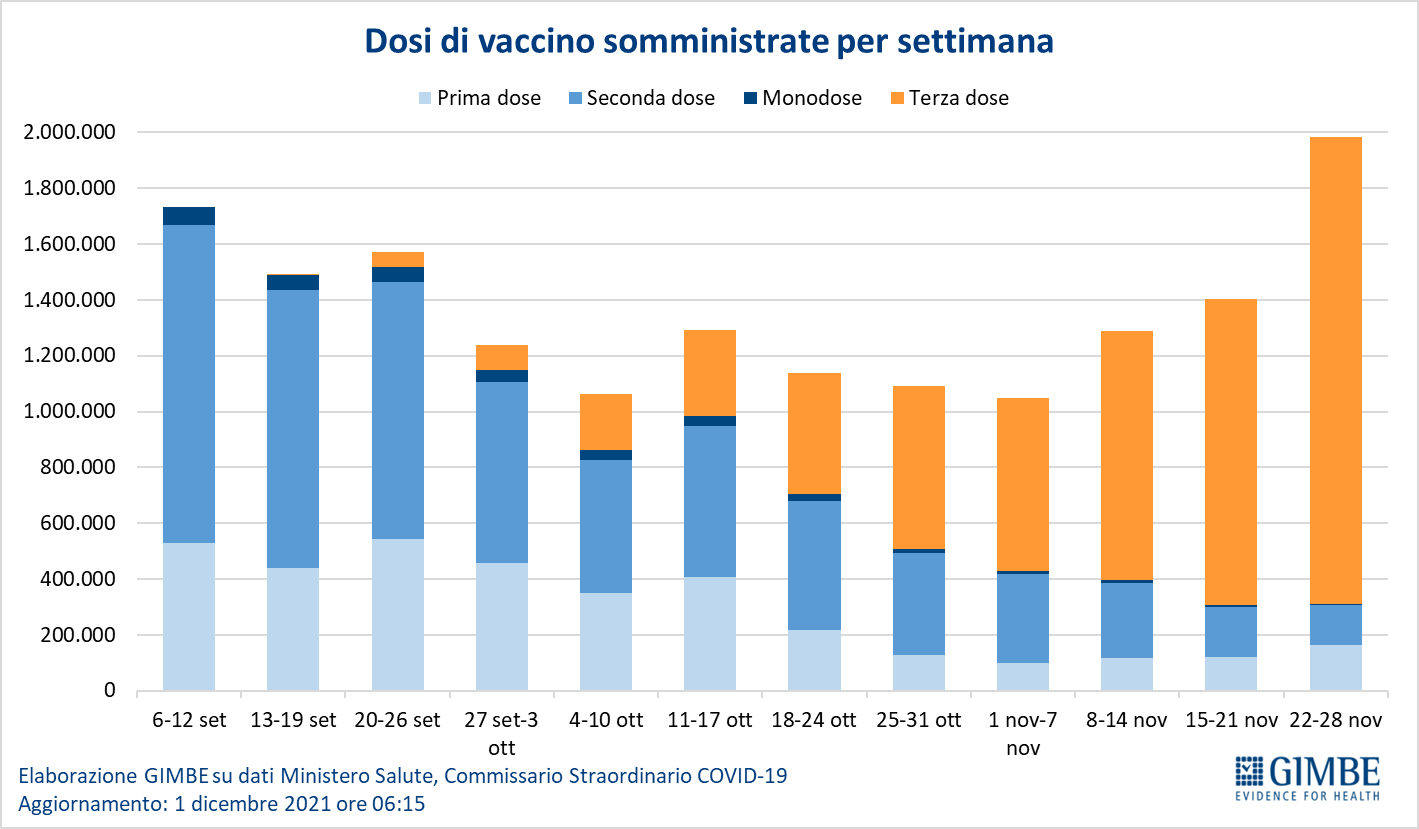 Dosi di vaccino somministrate per settimana
Prima dose Seconda dose Monodose Terza dose
2.000.000
1.800.000
1.600.000
1.400.000
1.200.000
1.000.000
800.000
600.000
400.000
200.000
0
6-12 set 13-19 set 20-26 set 27 set-3 4-10 ott 11-17 ott 18-24 ott 25-31 ott 1 nov-7 8-14 nov 15-21 nov 22-28 nov
ott nov
Elaborazione GIMBE su dati Ministero Salute, Commissario Straordinario COVID-19
Aggiornamento: 1 dicembre 2021 ore 06:15
GIMBE
EVIDENCE FOR HEALTH